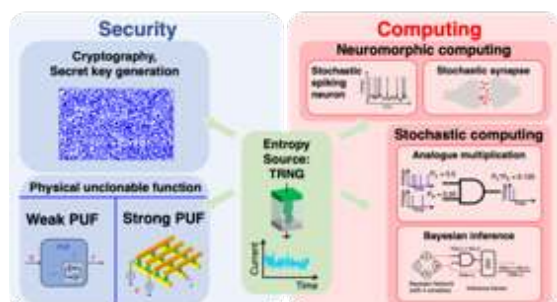 Security
Computing
Cryptography,
Secret key generation
Neuromorphic computing
Stochastic
spiking
neuron
Stochastic synapse
Entropy
Source:
TRNG
Current
Time
Stochastic computing
Analogue multiplication
Physical unclonable function
Weak PUF
Strong PUF
Bayesian inference